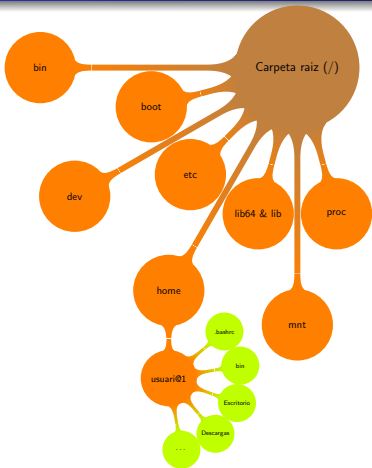 Carpeta raiz (/)
bin
boot
dev
etc
lib64 & lib
proc
home
mnt
usuari@1
.bashrc
bin
Escritorio
Descargas
...